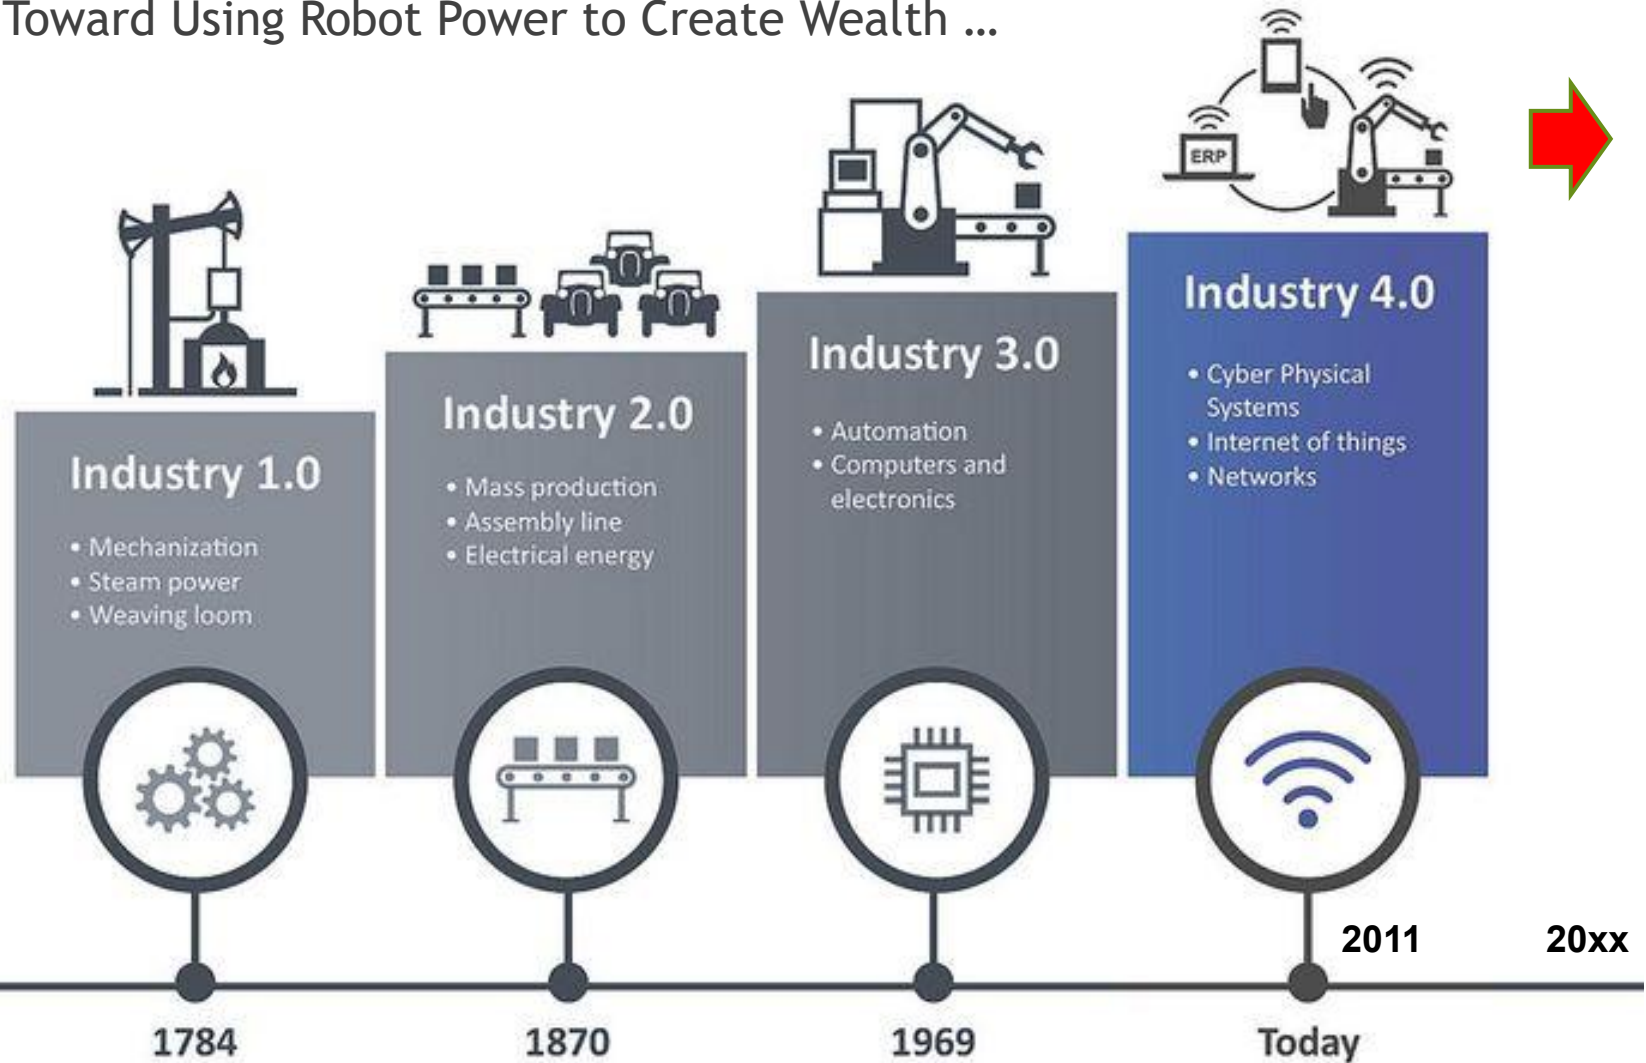 Toward Using Robot Power to Create Wealth …
ERP
Industry 1.0
• Mechanization
• Steam power
• Weaving loom
Industry 2.0
• Mass production
• Assembly line
• Electrical energy
Industry 3.0
• Automation
• Computers and
electronics
Industry 4.0
• Cyber Physical
Systems
• Internet of things
• Networks
2011
20xx
1784
1870
1969
Today